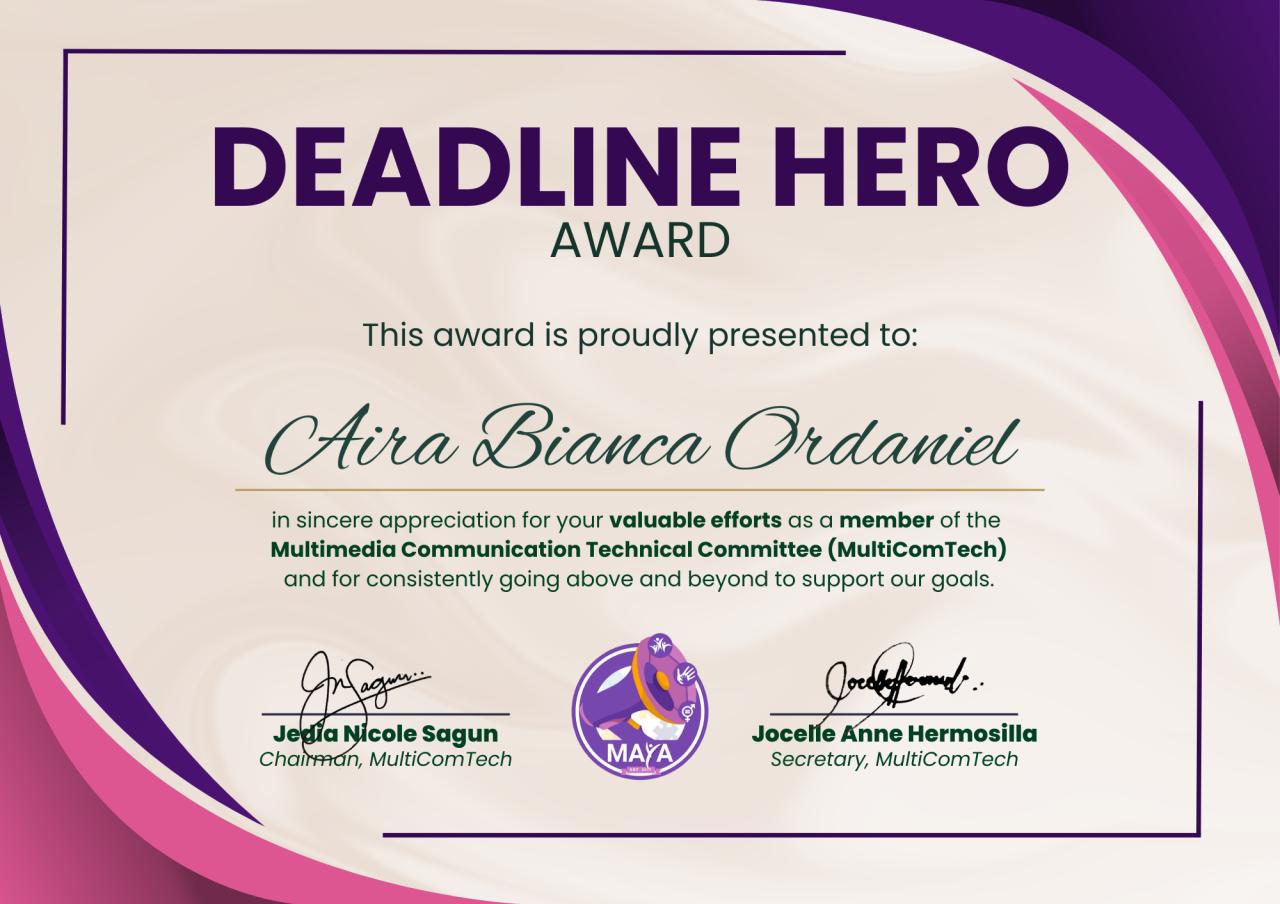 DEADLINE HERO
AWARD
This award is proudly presented to:
Aira Bianca Ordaniel
in sincere appreciation for your valuable efforts as a member of the
Multimedia Communication Technical Committee (MultiComTech)
and for consistently going above and beyond to support our goals.
Jedia Nicole Sagun
Chairman, MultiComTech
MAYA
Jocelle Anne Hermosilla
Secretary, MultiComTech